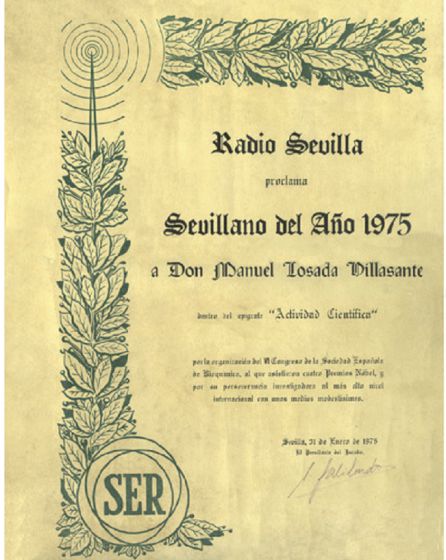 Radio Sevilla
proclama
Sevillano del Año 1975
a Don Manuel Losada Villasante
dentro del epígrafe "Actividad Científica"
por la organización del VI Congreso de la Sociedad Española
de Bioquímica, al que asistieron cuatro Premios Nóbel, y
por su perseverancia investigadora al más alto nivel
internacional con unos medios modestísimos.
Sevilla, 31 de Enero de 1976
El Presidente del Jurado,
SER